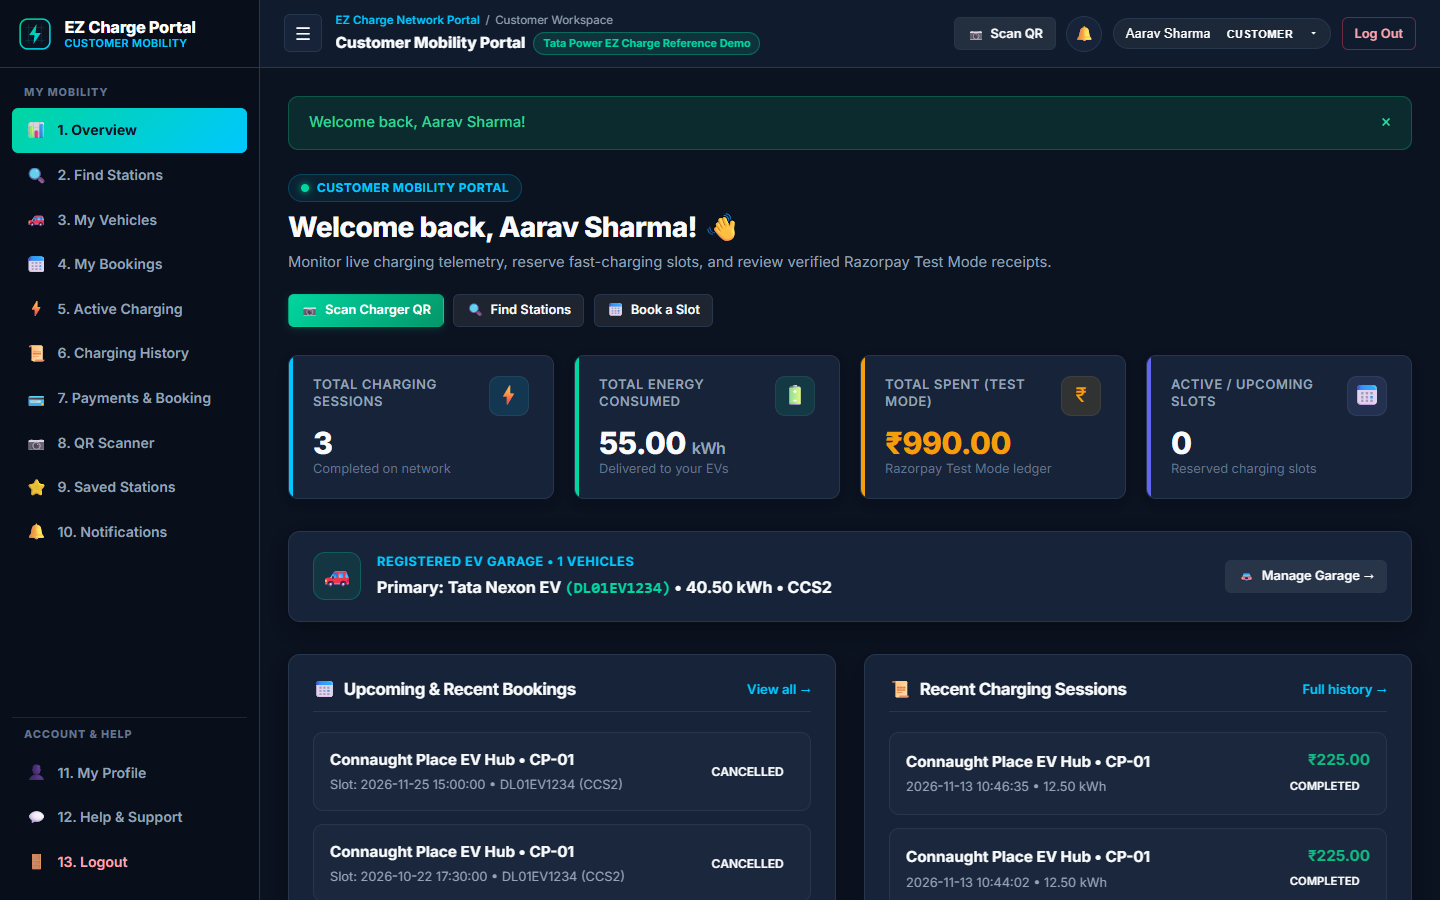 EZ Charge Portal
CUSTOMER MOBILITY
MY MOBILITY
1. Overview
2. Find Stations
3. My Vehicles
4. My Bookings
5. Active Charging
6. Charging History
7. Payments & Booking
8. QR Scanner
9. Saved Stations
10. Notifications
ACCOUNT & HELP
11. My Profile
12. Help & Support
13. Logout
EZ Charge Network Portal / Customer Workspace
Customer Mobility Portal
Tata Power EZ Charge Reference Demo
Scan QR
Aarav Sharma CUSTOMER
Log Out
Welcome back, Aarav Sharma!
×
CUSTOMER MOBILITY PORTAL
Welcome back, Aarav Sharma! 👋
Monitor live charging telemetry, reserve fast-charging slots, and review verified Razorpay Test Mode receipts.
Scan Charger QR
Find Stations
Book a Slot
TOTAL CHARGING
SESSIONS
3
Completed on network
TOTAL ENERGY
CONSUMED
55.00 kWh
Delivered to your EVs
TOTAL SPENT (TEST
MODE)
₹
₹990.00
Razorpay Test Mode ledger
ACTIVE / UPCOMING
SLOTS
0
Reserved charging slots
REGISTERED EV GARAGE • 1 VEHICLES
Primary: Tata Nexon EV (DL01EV1234) • 40.50 kWh • CCS2
Manage Garage →
Upcoming & Recent Bookings
View all →
Connaught Place EV Hub • CP-01
Slot: 2026-11-25 15:00:00 • DL01EV1234 (CCS2)
CANCELLED
Connaught Place EV Hub • CP-01
Slot: 2026-10-22 17:30:00 • DL01EV1234 (CCS2)
CANCELLED
Recent Charging Sessions
Full history →
Connaught Place EV Hub • CP-01
2026-11-13 10:46:35 • 12.50 kWh
₹225.00
COMPLETED
Connaught Place EV Hub • CP-01
2026-11-13 10:44:02 • 12.50 kWh
₹225.00
COMPLETED